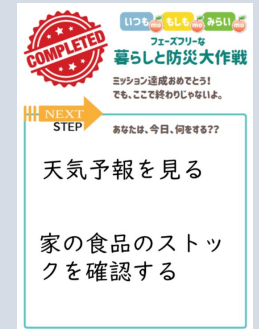 COMPLETED
いつも もしも みらいmo
フェーズフリーな
暮らしと防災大作戦
ミッション達成おめでとう!
でも、ここで終わりじゃないよ。
NEXT
STEP
あなたは、今日、何をする??
天気予報を見る
家の食品のストッ
クを確認する